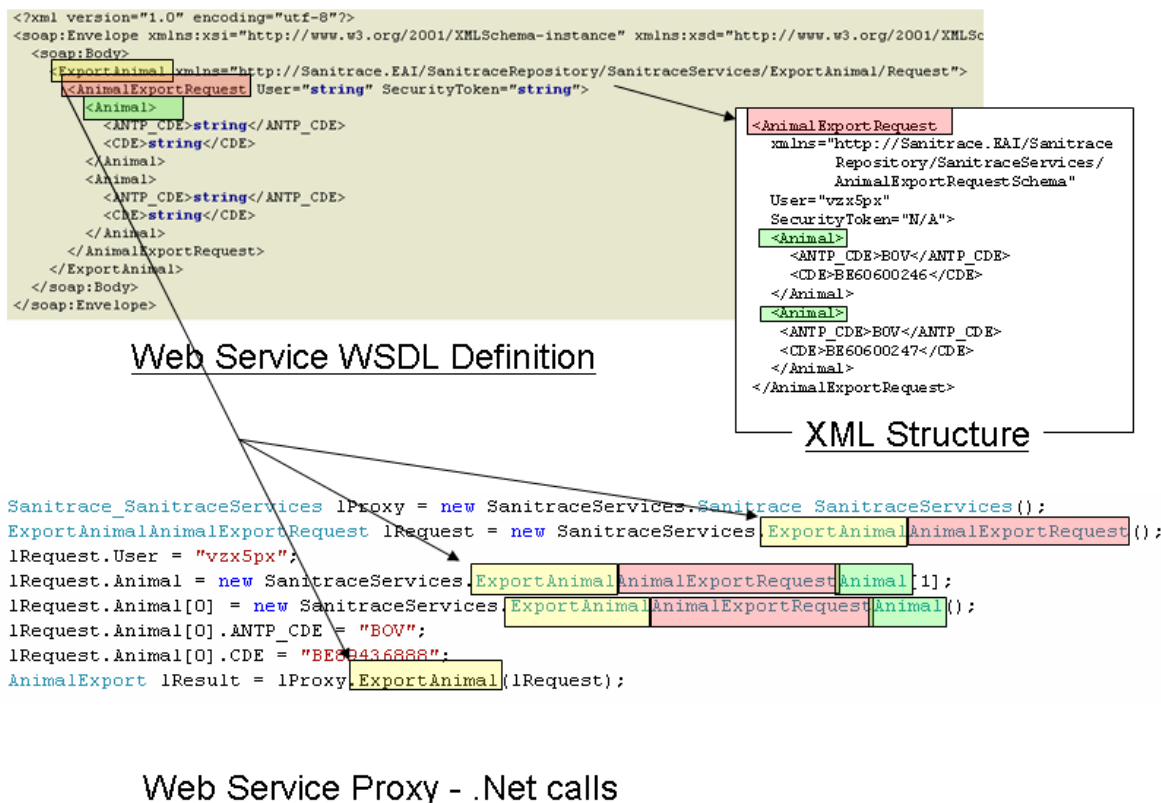 <?xml version="1.0" encoding="utf-8"?>
<soap:Envelope xmlns:xsi="http://www.w3.org/2001/XMLSchema-instance" xmlns:xsd="http://www.w3.org/2001/XMLSc
<soap:Body>
<ExportAnimal xmlns="http://Sanitrace.EAI/SanitraceRepository/SanitraceServices/ExportAnimal/Request">
<AnimalExportRequest User="string" SecurityToken="string">
<Animal>
<ANTP_CDE>string</ANTP_CDE>
<CDE>string</CDE>
</Animal>
<Animal>
<ANTP_CDE>string</ANTP_CDE>
<CDE>string</CDE>
</Animal>
</AnimalExportRequest>
</ExportAnimal>
</soap:Body>
</soap:Envelope>
Web Service WSDL Definition
<AnimalExportRequest
xmlns="http://Sanitrace.EAI/Sanitrace
Repository/SanitraceServices/
AnimalExportRequestSchema"
User="vzx5px"
SecurityToken="N/A">
<Animal>
<ANTP_CDE>BOV</ANTP_CDE>
<CDE>BE60600246</CDE>
</Animal>
<Animal>
<ANTP_CDE>BOV</ANTP_CDE>
<CDE>BE60600247</CDE>
</Animal>
</AnimalExportRequest>
XML Structure
Sanitrace_SanitraceServices lProxy = new SanitraceServices.Sanitrace_SanitraceServices();
ExportAnimalAnimalExportRequest lRequest = new SanitraceServices.ExportAnimalAnimalExportRequest();
lRequest.User = "vzx5px";
lRequest.Animal = new SanitraceServices.ExportAnimalAnimalExportRequestAnimal[1];
lRequest.Animal[0] = new SanitraceServices.ExportAnimalAnimalExportRequestAnimal();
lRequest.Animal[0].ANTP_CDE = "BOV";
lRequest.Animal[0].CDE = "BE89436888";
AnimalExport lResult = lProxy.ExportAnimal(lRequest);
Web Service Proxy - .Net calls